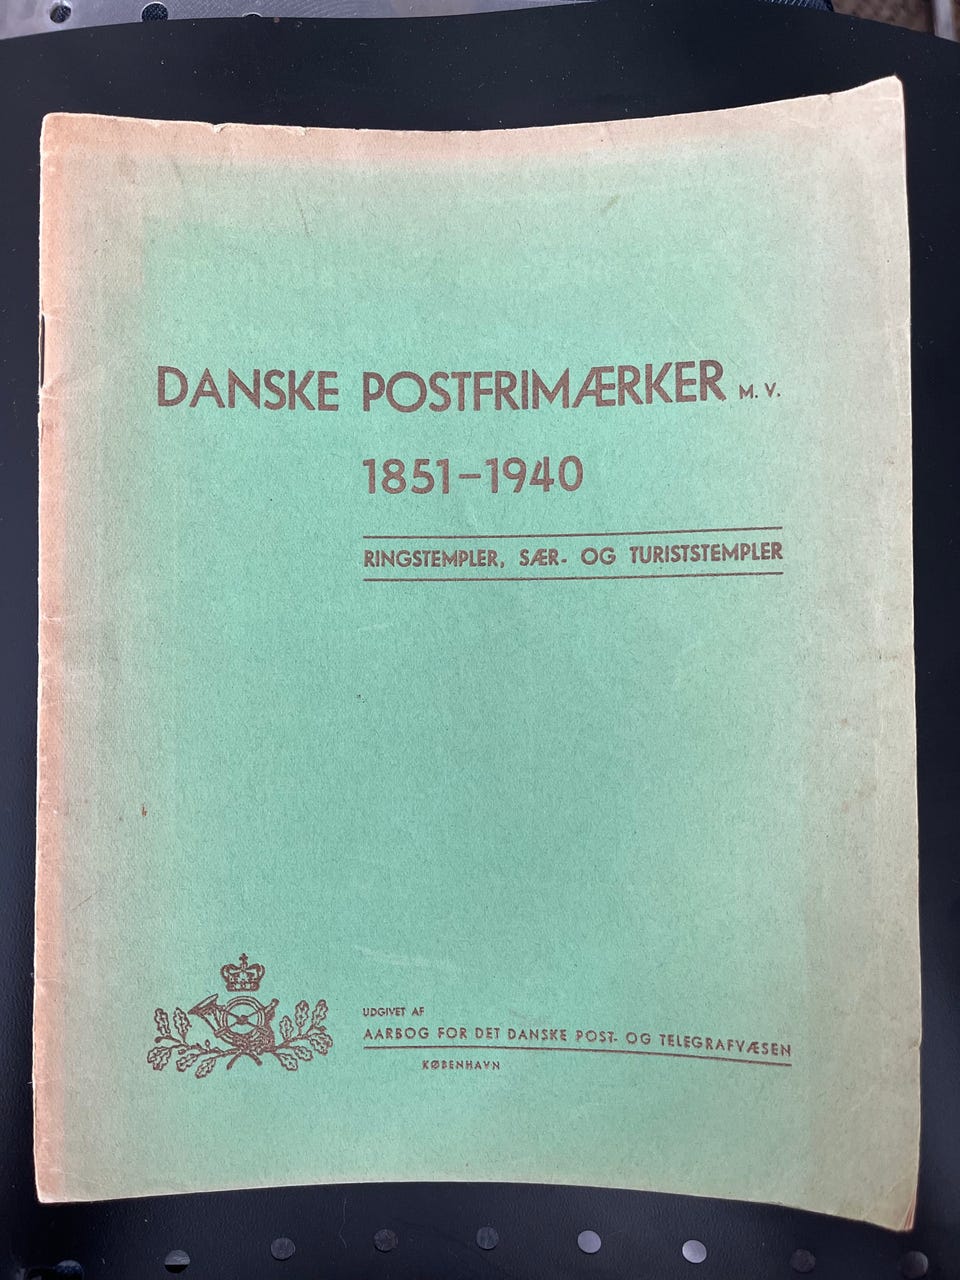 DANSKE POSTFRIMÆRKER M. V.
1851-1940
RINGSTEMPLER, SÆR- OG TURISTSTEMPLER
UDGIVET AF
AARBOG FOR DET DANSKE POST- OG TELEGRAFVÆSEN
KØBENHAVN